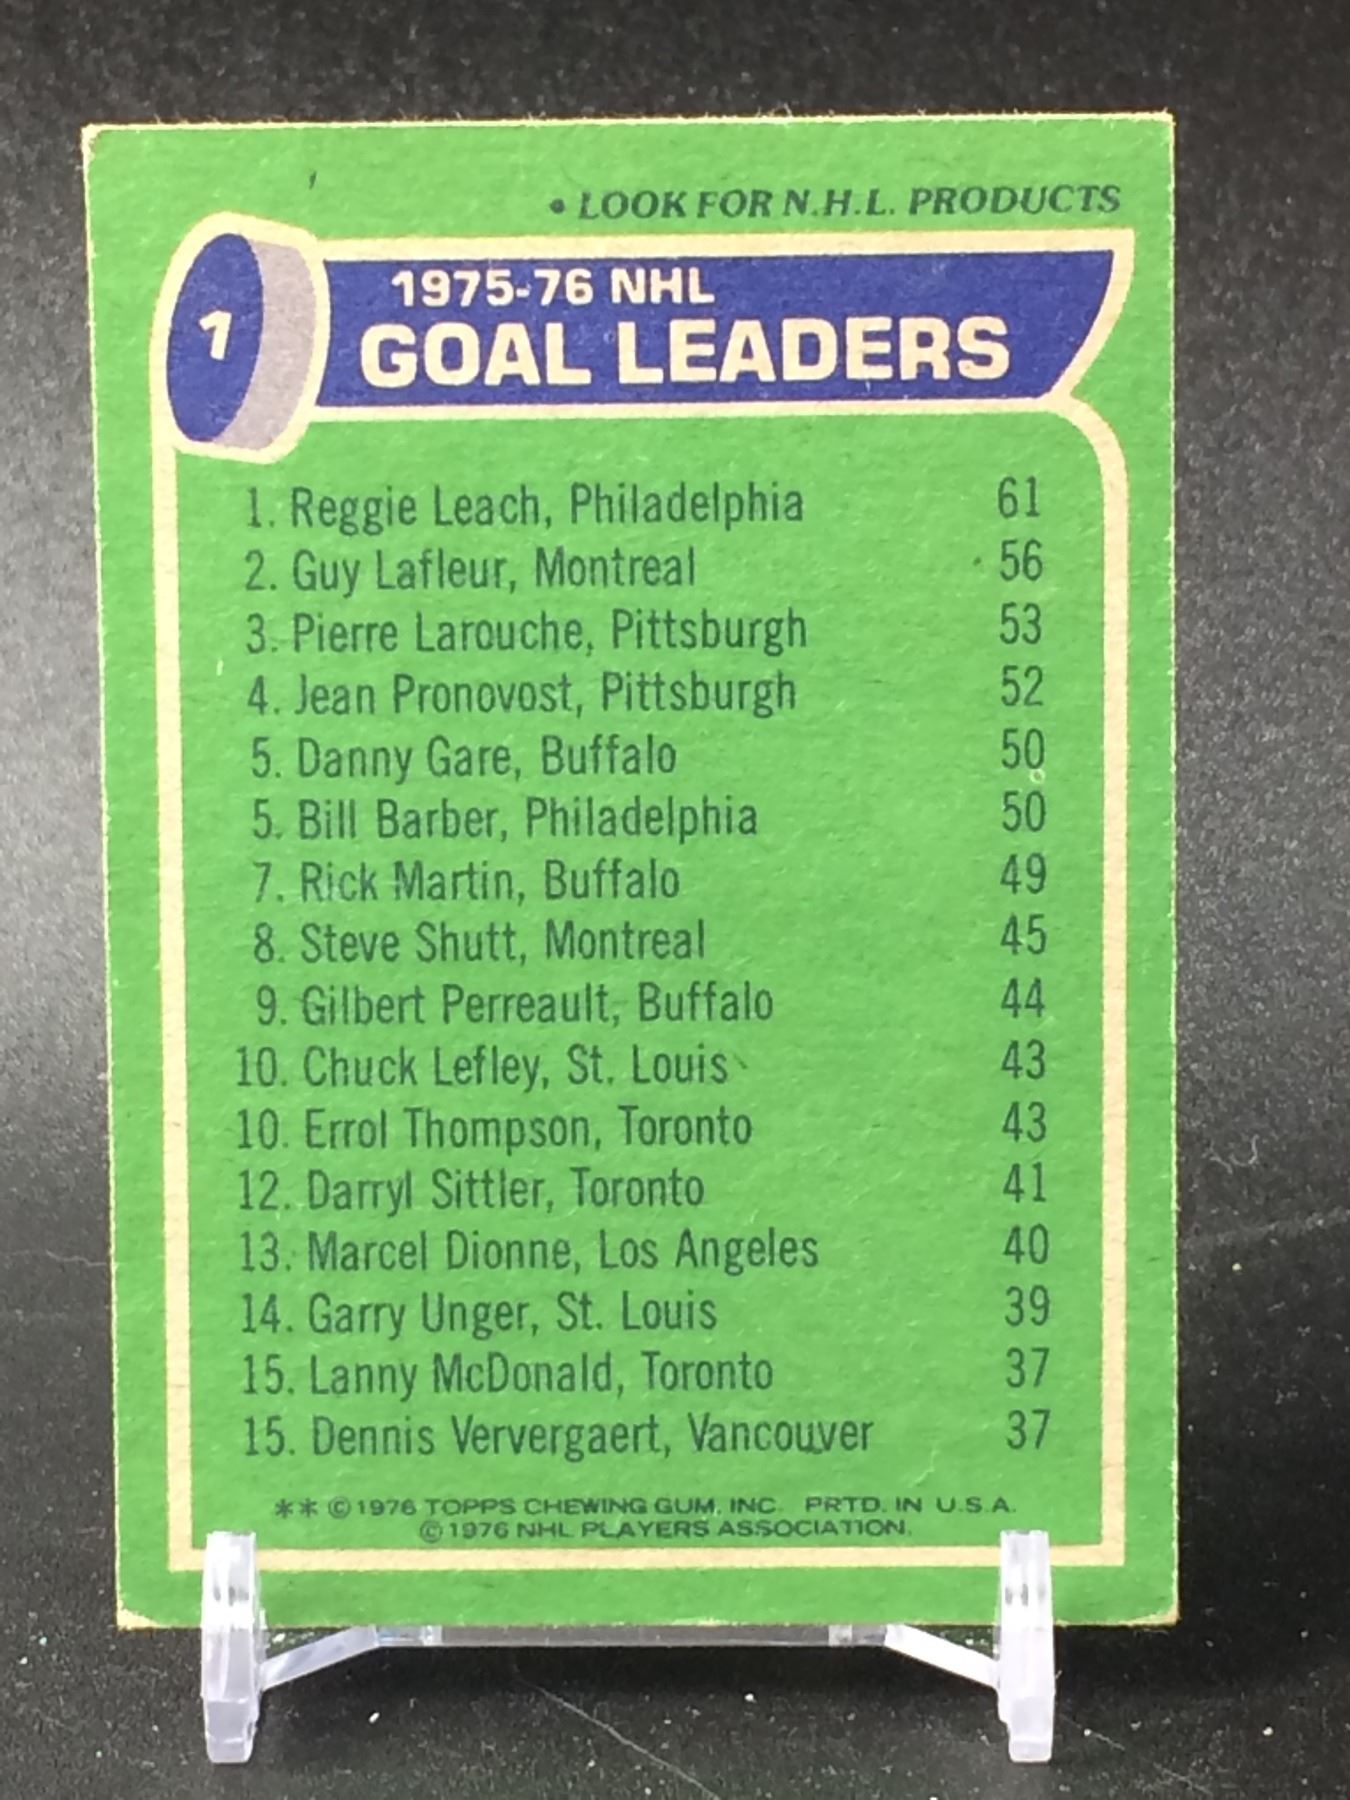 • LOOK FOR N.H.L. PRODUCTS
1
1975-76 NHL
GOAL LEADERS
1. Reggie Leach, Philadelphia 61
2. Guy Lafleur, Montreal 56
3. Pierre Larouche, Pittsburgh 53
4. Jean Pronovost, Pittsburgh 52
5. Danny Gare, Buffalo 50
5. Bill Barber, Philadelphia 50
7. Rick Martin, Buffalo 49
8. Steve Shutt, Montreal 45
9. Gilbert Perreault, Buffalo 44
10. Chuck Lefley, St. Louis 43
10. Errol Thompson, Toronto 43
12. Darryl Sittler, Toronto 41
13. Marcel Dionne, Los Angeles 40
14. Garry Unger, St. Louis 39
15. Lanny McDonald, Toronto 37
15. Dennis Ververgaert, Vancouver 37
** © 1976 TOPPS CHEWING GUM, INC. PRTD. IN U.S.A.
© 1976 NHL PLAYERS ASSOCIATION.